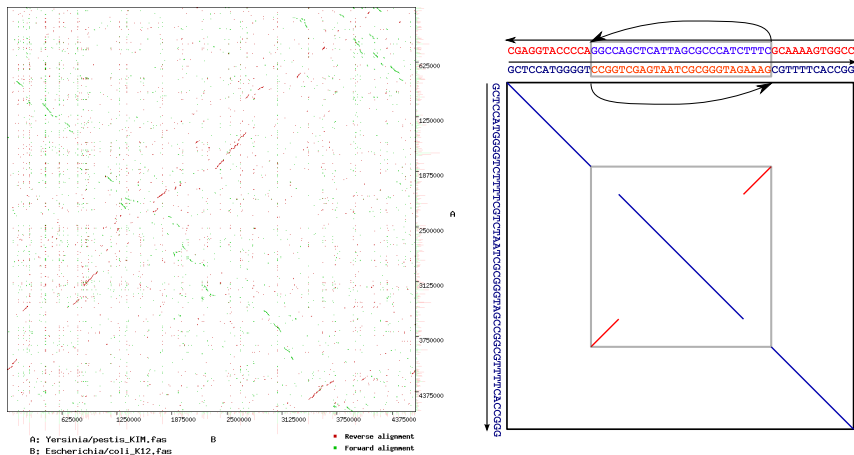 CGAGGTACCCCAGGCCAGCTCATTAGCGCCCATCTTTCGCAAAAGTGGCC
GCTCCATGGGGTCCGGTCGAGTAATCGCGGGTAGAAAGCGTTTTCACCGG
GCTCCATGGGGTCTTTTCGTCTAATCGCGGGTAGCCGGCGTTTTCACCGGG
625000
1250000
1875000
A
2500000
3125000
3750000
4375000
625000 1250000 1875000 2500000 3125000 3750000 4375000
A: Yersinia/pestis_KIM.fas B
B: Escherichia/coli_K12.fas
Reverse alignment
Forward alignment